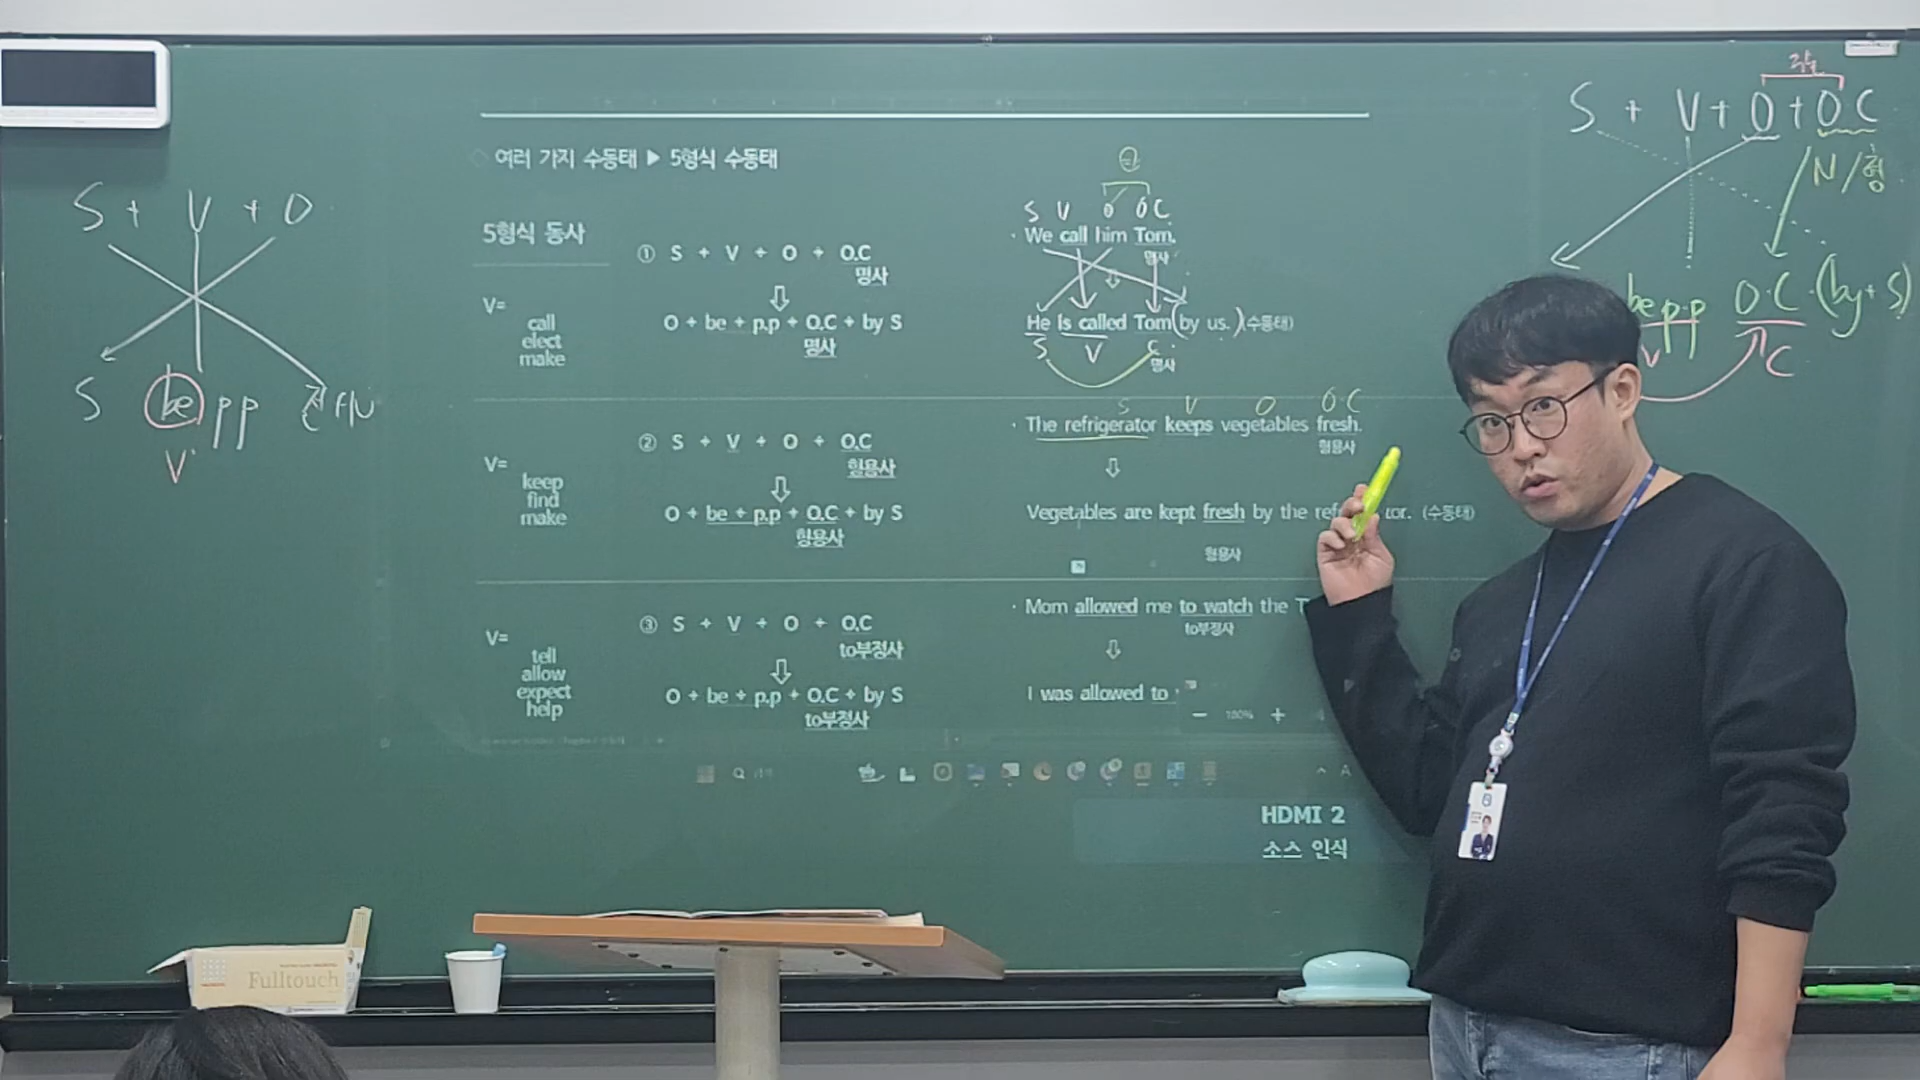 여러 가지 수동태 ▶ 5형식 수동태
5형식 동사
① S + V + O + O.C
명사
V=
call
elect
make
O + be + p.p + O.C + by S
명사
S V O O C
· We call him Tom.
명사
He is called Tom (by us.) (수동태)
S V C
명사
② S + V + O + O.C
형용사
V=
keep
find
make
O + be + p.p + O.C + by S
형용사
S V O O.C
· The refrigerator keeps vegetables fresh.
형용사
Vegetables are kept fresh by the (수동태)
형용사
③ S + V + O + O.C
to부정사
V=
tell
allow
expect
help
O + be + p.p + O.C + by S
to부정사
· Mom allowed me to watch the
to부정사
I was allowed to
100%
HDMI 2
소스 인식
S + V + O
S be pp
V
S + V + O + O C
N / 형
be p.p O.C (by + S)
V C
Fulltouch